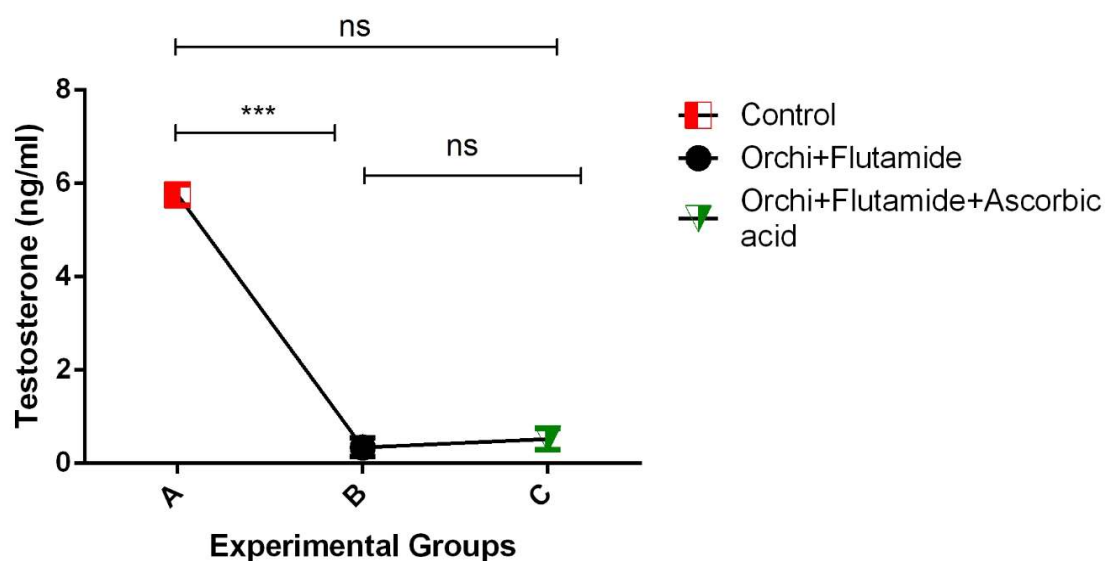 ns
***
ns
8
6
4
2
0
Testosterone (ng/ml)
A
B
C
Experimental Groups
Control
Orchi+Flutamide
Orchi+Flutamide+Ascorbic
acid